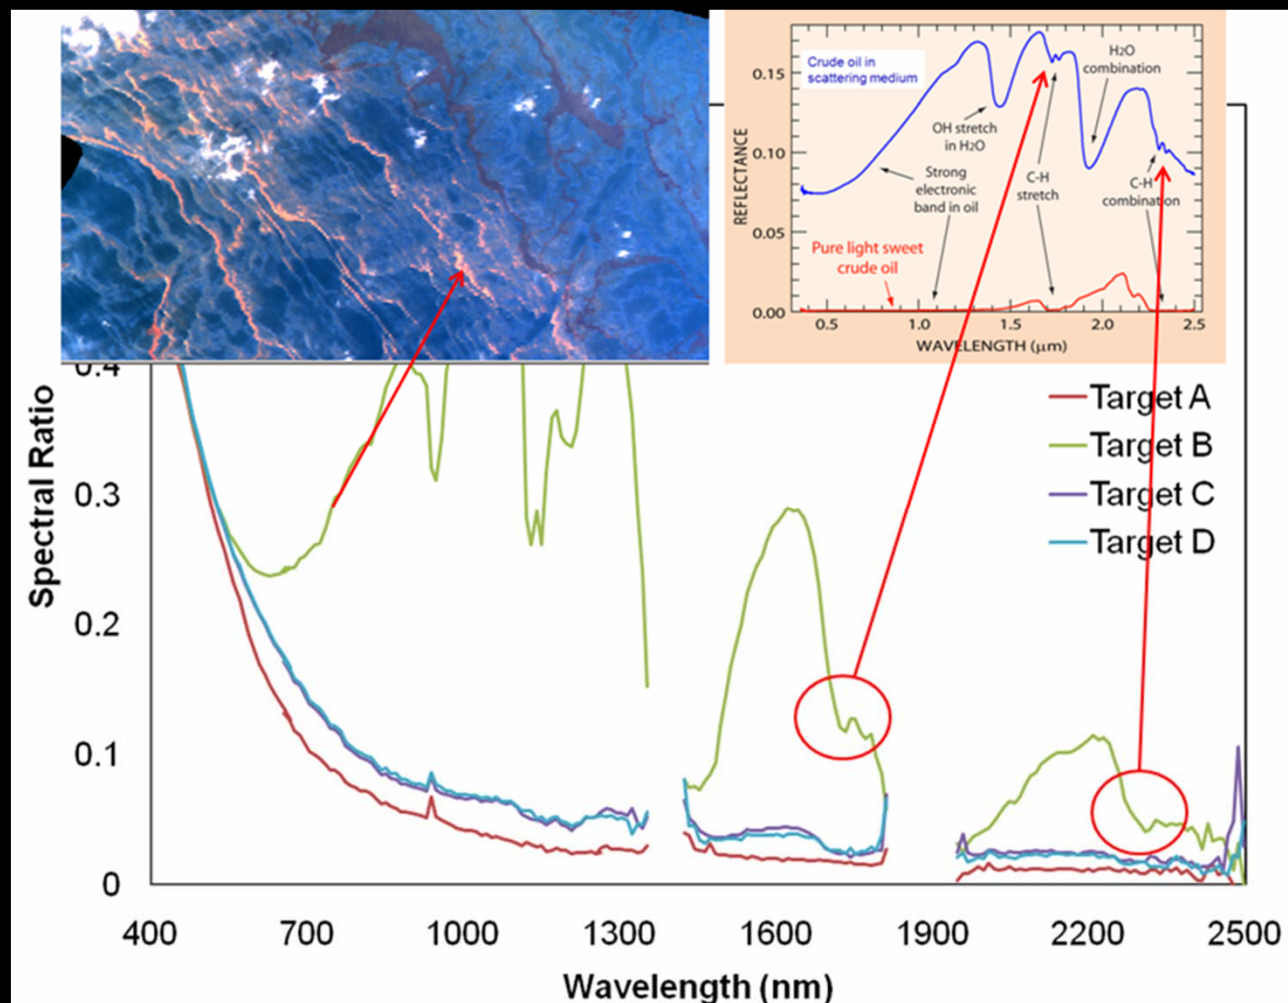 Crude oil in
scattering medium
H2O
combination
OH stretch
in H2O
Strong
electronic
band in oil
C-H
stretch
C-H
combination
Pure light sweet
crude oil
REFLECTANCE
0.15
0.10
0.05
0.00
0.5 1.0 1.5 2.0 2.5
WAVELENGTH (μm)
Spectral Ratio
0.4
0.3
0.2
0.1
0
Target A
Target B
Target C
Target D
400 700 1000 1300 1600 1900 2200 2500
Wavelength (nm)